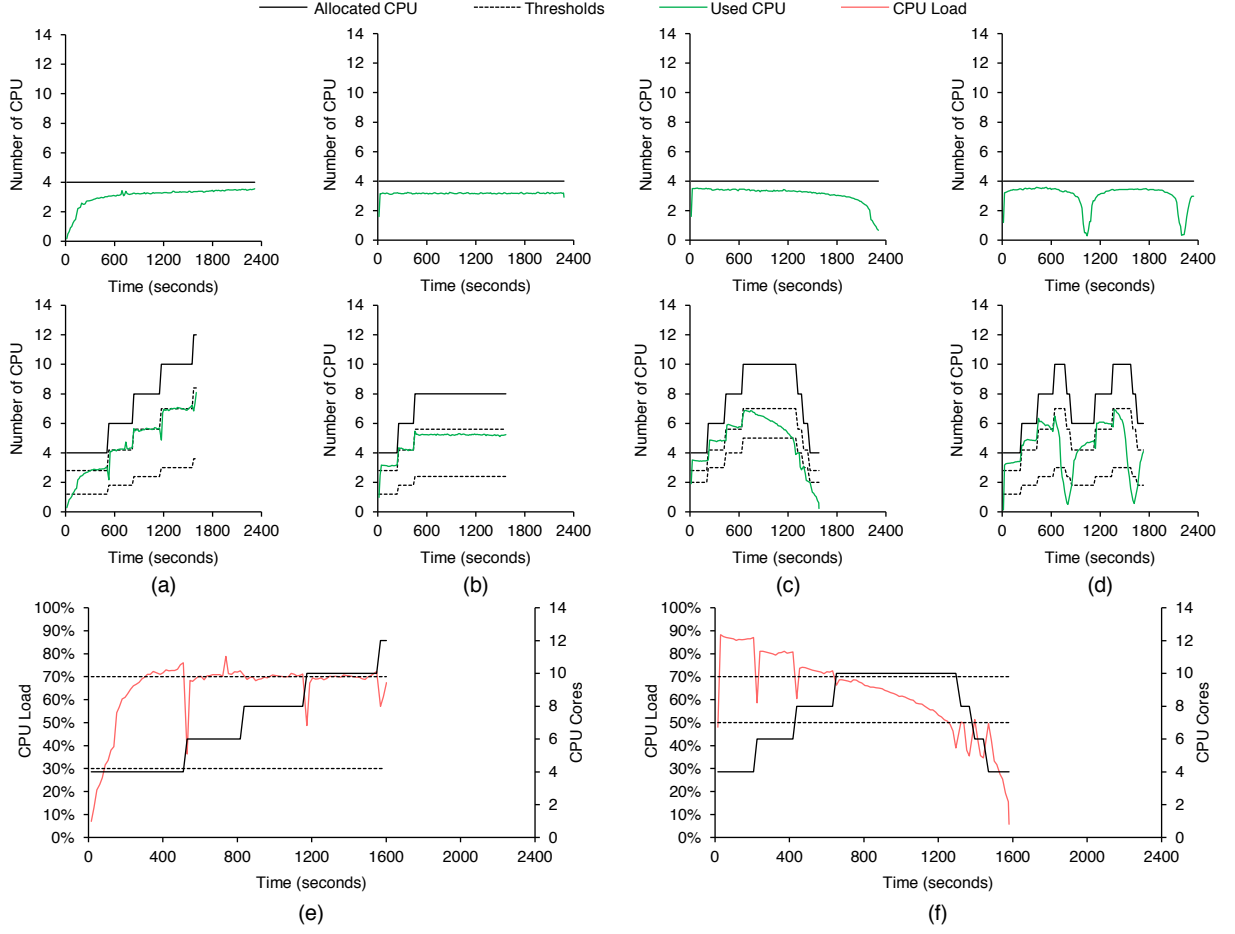 Allocated CPU Thresholds Used CPU CPU Load
14 14 14 14
12 12 12 12
10 10 10 10
8 8 8 8
6 6 6 6
4 4 4 4
2 2 2 2
0 0 0 0
Number of CPU Number of CPU Number of CPU Number of CPU
0 600 1200 1800 2400 0 600 1200 1800 2400 0 600 1200 1800 2400 0 600 1200 1800 2400
Time (seconds) Time (seconds) Time (seconds) Time (seconds)
14 14 14 14
12 12 12 12
10 10 10 10
8 8 8 8
6 6 6 6
4 4 4 4
2 2 2 2
0 0 0 0
Number of CPU Number of CPU Number of CPU Number of CPU
0 600 1200 1800 2400 0 600 1200 1800 2400 0 600 1200 1800 2400 0 600 1200 1800 2400
Time (seconds) Time (seconds) Time (seconds) Time (seconds)
(a) (b) (c) (d)
100% 14 100% 14
90% 12 90% 12
80% 80%
70% 10 70% 10
60% 8 60% 8
50% 50%
40% 6 40% 6
30% 4 30% 4
20% 20%
10% 2 10% 2
0% 0 0% 0
CPU Load CPU Cores CPU Load CPU Cores
0 400 800 1200 1600 2000 2400 0 400 800 1200 1600 2000 2400
Time (seconds) Time (seconds)
(e) (f)